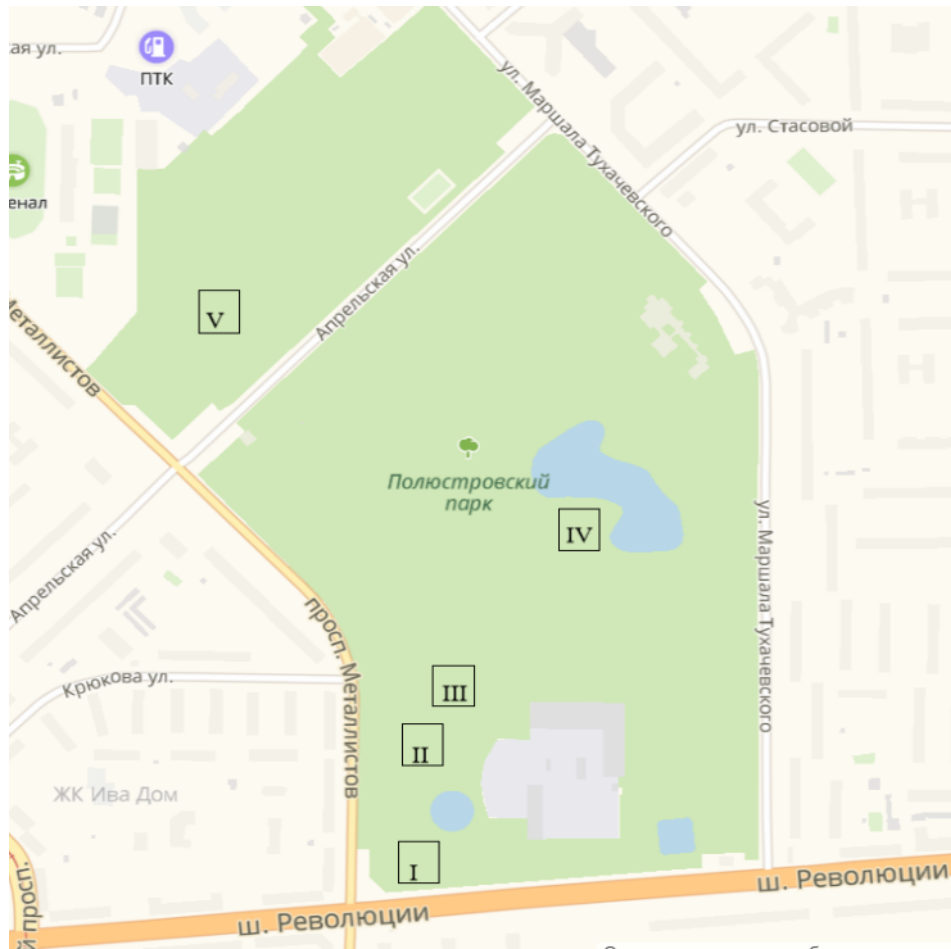 ая ул.
ПТК
ул. Маршала Тухачевского
ул. Стасовой
енал
V
Апрельская ул.
Металлистов
Полюстровский
парк
IV
ул. Маршала Тухачевского
Апрельская ул.
просп. Металлистов
Крюкова ул.
III
II
ЖК Ива Дом
I
й просп.
ш. Революции
ш. Революции